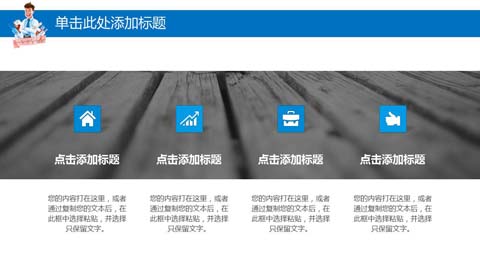 单击此处添加标题
点击添加标题
点击添加标题
点击添加标题
点击添加标题
您的内容打在这里，或者
通过复制您的文本后，在
此框中选择粘贴，并选择
只保留文字。
您的内容打在这里，或者
通过复制您的文本后，在
此框中选择粘贴，并选择
只保留文字。
您的内容打在这里，或者
通过复制您的文本后，在
此框中选择粘贴，并选择
只保留文字。
您的内容打在这里，或者
通过复制您的文本后，在
此框中选择粘贴，并选择
只保留文字。